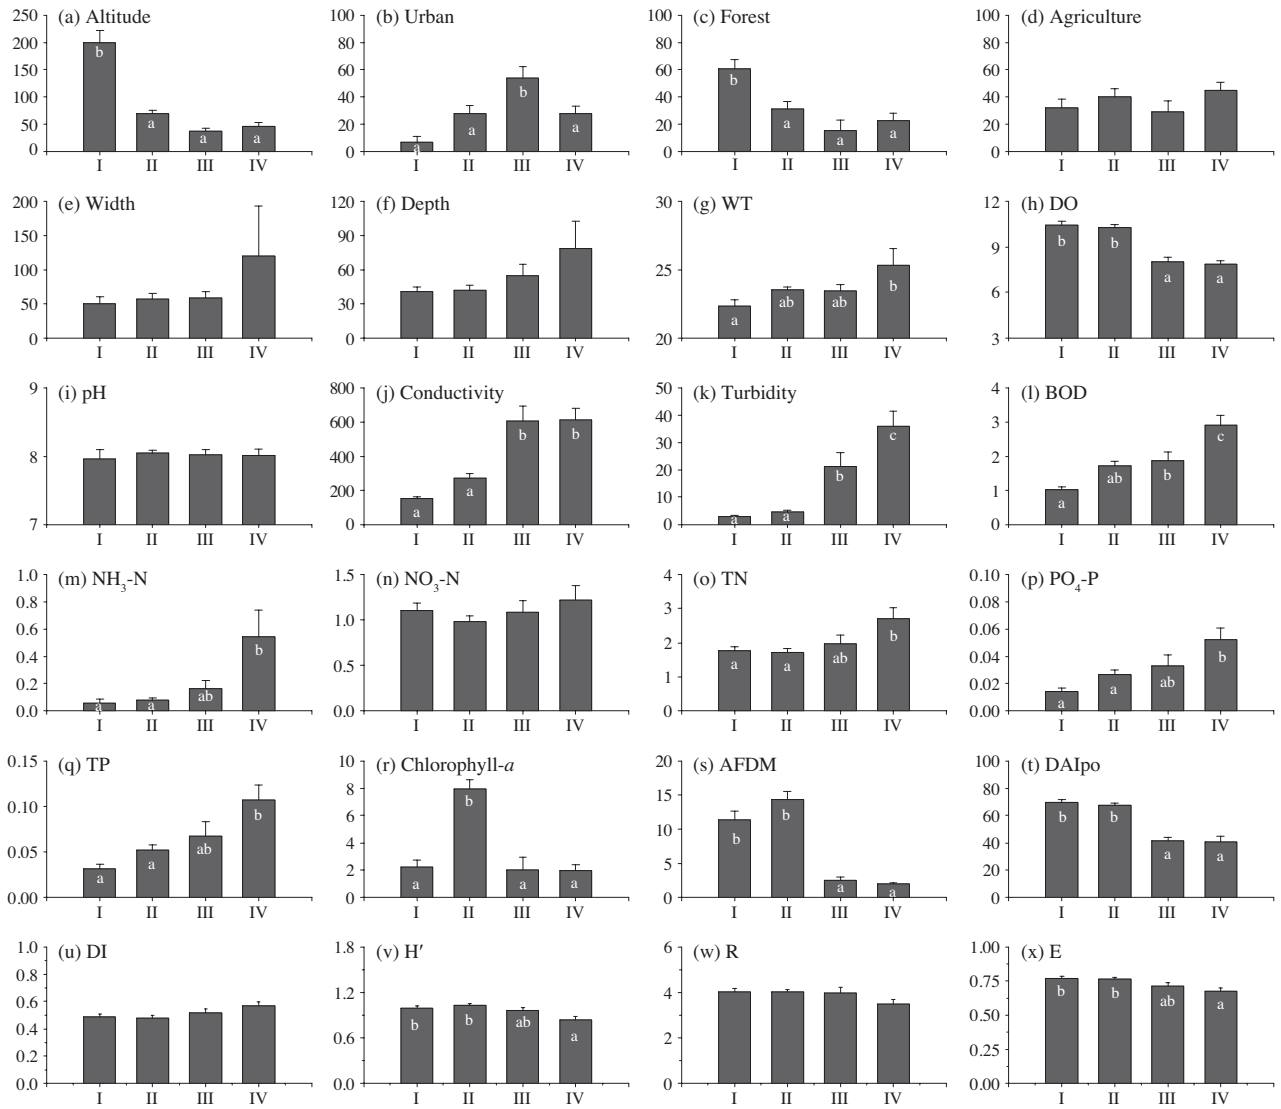 (a) Altitude
250
200
150
100
50
0
b
a
a
a
I II III IV
(b) Urban
100
80
60
40
20
0
a
a
b
a
I II III IV
(c) Forest
100
80
60
40
20
0
b
a
a
a
I II III IV
(d) Agriculture
100
80
60
40
20
0
I II III IV
(e) Width
200
150
100
50
0
I II III IV
(f) Depth
120
90
60
30
0
I II III IV
(g) WT
30
25
20
a
ab
ab
b
I II III IV
(h) DO
12
9
6
3
b
b
a
a
I II III IV
(i) pH
9
8
7
I II III IV
(j) Conductivity
800
600
400
200
0
a
a
b
b
I II III IV
(k) Turbidity
50
40
30
20
10
0
a
a
b
c
I II III IV
(l) BOD
4
3
2
1
0
a
ab
b
c
I II III IV
(m) NH3-N
1.0
0.8
0.6
0.4
0.2
0.0
a
a
ab
b
I II III IV
(n) NO3-N
1.5
1.0
0.5
0.0
I II III IV
(o) TN
4
3
2
1
0
a
a
ab
b
I II III IV
(p) PO4-P
0.10
0.08
0.06
0.04
0.02
0.00
a
a
ab
b
I II III IV
(q) TP
0.15
0.10
0.05
0.00
a
a
ab
b
I II III IV
(r) Chlorophyll-a
10
8
6
4
2
0
a
b
a
a
I II III IV
(s) AFDM
20
15
10
5
0
b
b
a
a
I II III IV
(t) DAIpo
100
80
60
40
20
0
b
b
a
a
I II III IV
(u) DI
1.0
0.8
0.6
0.4
0.2
0.0
I II III IV
(v) H′
1.8
1.2
0.6
0.0
b
b
ab
a
I II III IV
(w) R
6
4
2
0
I II III IV
(x) E
1.00
0.75
0.50
0.25
0.00
b
b
ab
a
I II III IV